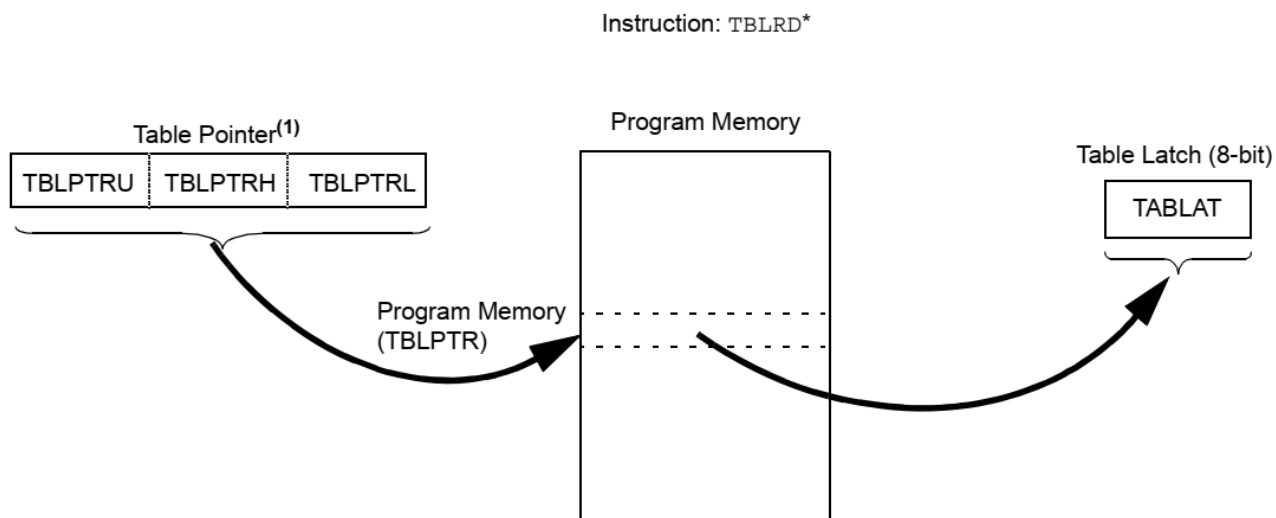 Instruction: TBLRD*
Table Pointer(1)
TBLPTRU TBLPTRH TBLPTRL
Program Memory
Table Latch (8-bit)
TABLAT
Program Memory
(TBLPTR)